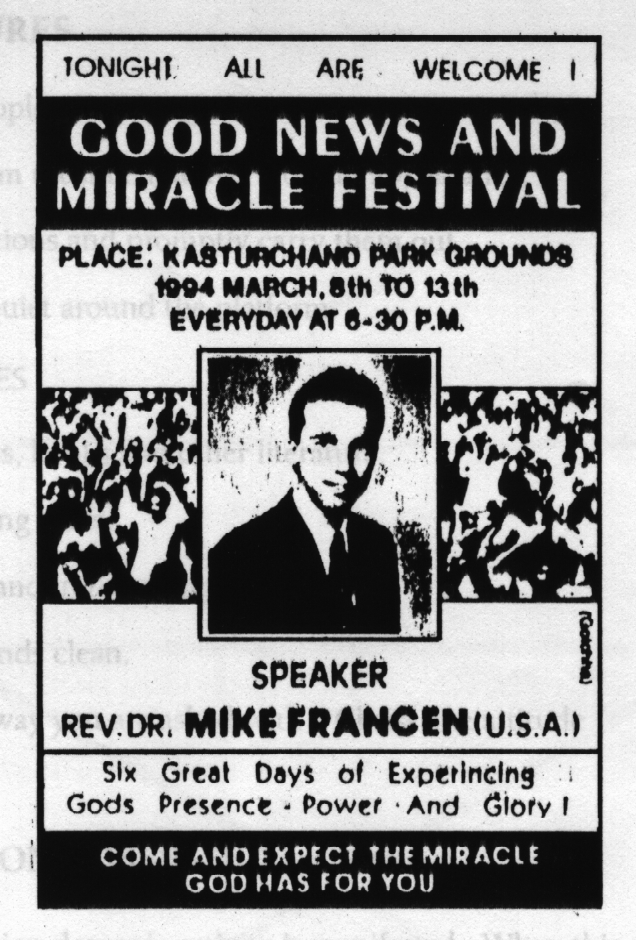 TONIGHT ALL ARE WELCOME !
GOOD NEWS AND
MIRACLE FESTIVAL
PLACE: KASTURCHAND PARK GROUNDS
1994 MARCH, 8th TO 13th
EVERYDAY AT 6-30 P.M.
SPEAKER
REV. DR. MIKE FRANCEN (U.S.A.)
Six Great Days of Experincing
Gods Presence - Power - And Glory !
COME AND EXPECT THE MIRACLE
GOD HAS FOR YOU